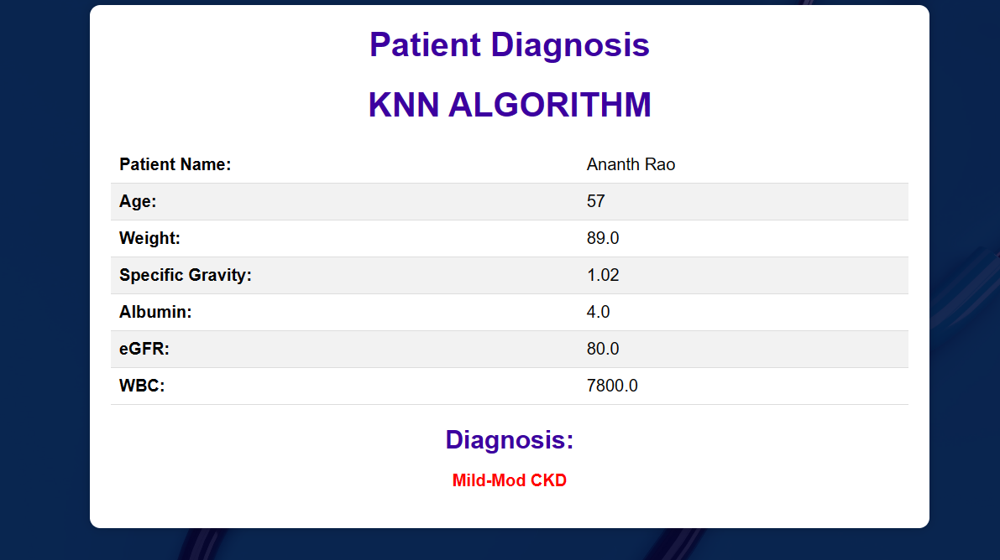 Patient Diagnosis
KNN ALGORITHM
Patient Name: Ananth Rao
Age: 57
Weight: 89.0
Specific Gravity: 1.02
Albumin: 4.0
eGFR: 80.0
WBC: 7800.0
Diagnosis:
Mild-Mod CKD